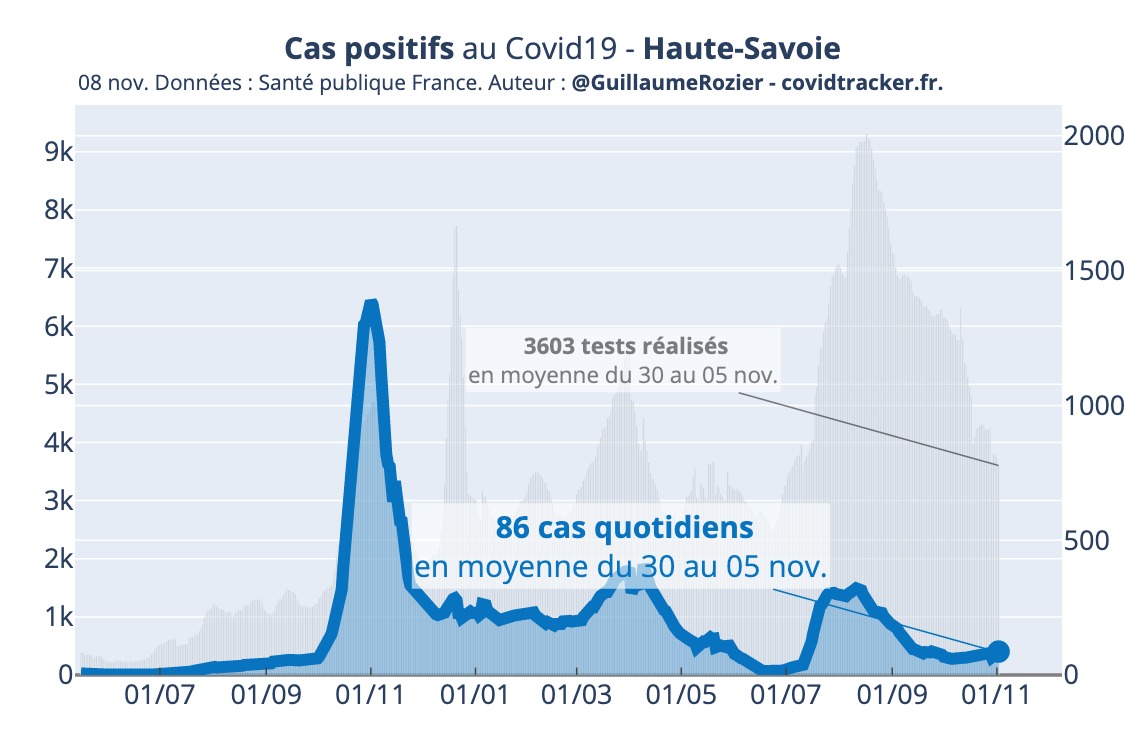 Cas positifs au Covid19 - Haute-Savoie
08 nov. Données : Santé publique France. Auteur : @GuillaumeRozier - covidtracker.fr.
9k
8k
7k
6k
5k
4k
3k
2k
1k
0
2000
1500
1000
500
0
3603 tests réalisés
en moyenne du 30 au 05 nov.
86 cas quotidiens
en moyenne du 30 au 05 nov.
01/07 01/09 01/11 01/01 01/03 01/05 01/07 01/09 01/11